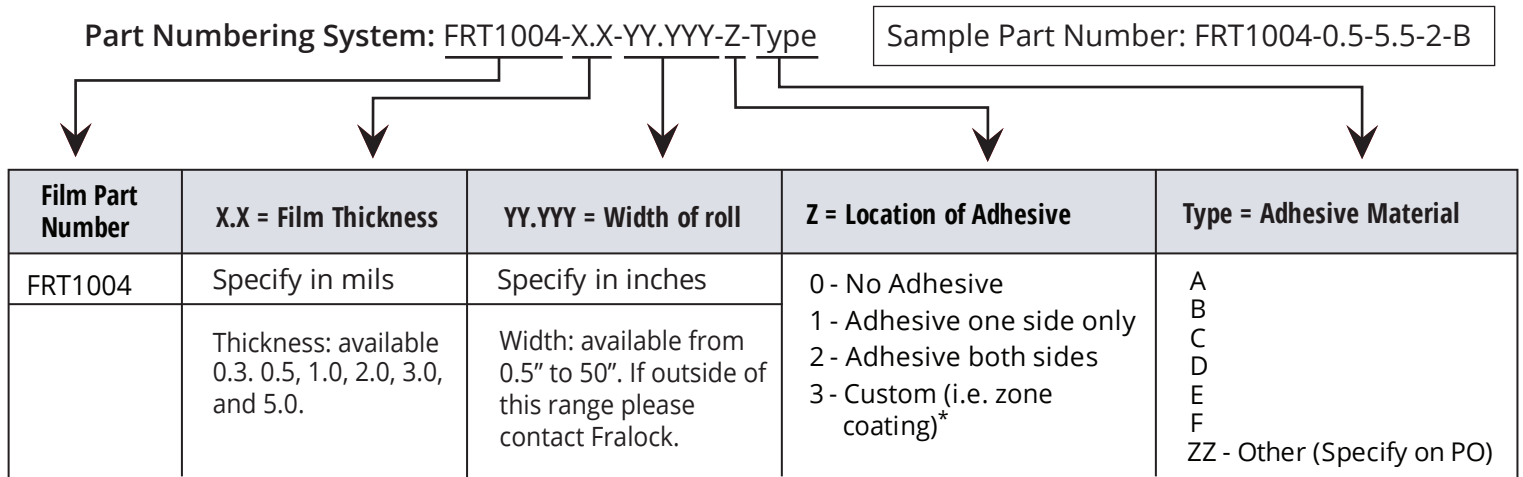 Part Numbering System: FRT1004-X.X-YY.YYY-Z-Type
Sample Part Number: FRT1004-0.5-5.5-2-B
Film Part
Number
X.X = Film Thickness
YY.YYY = Width of roll
Z = Location of Adhesive
Type = Adhesive Material
FRT1004
Specify in mils
Thickness: available
0.3. 0.5, 1.0, 2.0, 3.0,
and 5.0.
Specify in inches
Width: available from
0.5” to 50”. If outside of
this range please
contact Fralock.
0 - No Adhesive
1 - Adhesive one side only
2 - Adhesive both sides
3 - Custom (i.e. zone
coating)*
A
B
C
D
E
F
ZZ - Other (Specify on PO)